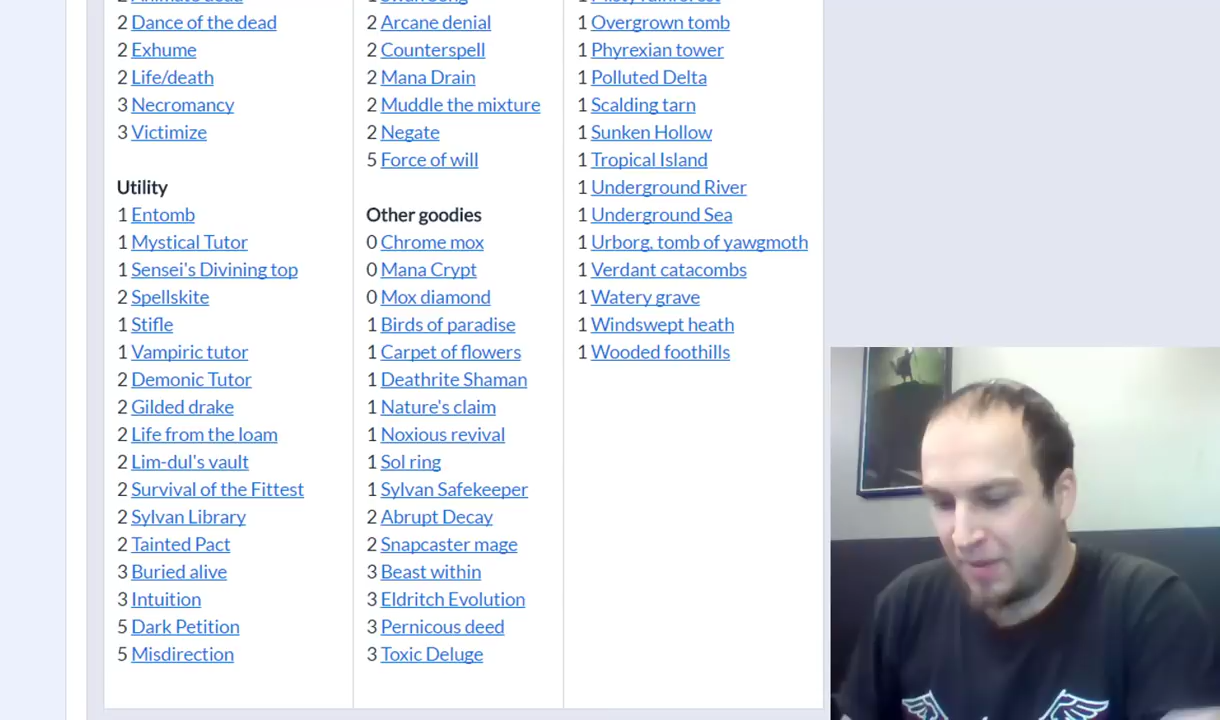 2 Animate dead
2 Dance of the dead
2 Exhume
2 Life/death
3 Necromancy
3 Victimize
Utility
1 Entomb
1 Mystical Tutor
1 Sensei's Divining top
2 Spellskite
1 Stifle
1 Vampiric tutor
2 Demonic Tutor
2 Gilded drake
2 Life from the loam
2 Lim-dul's vault
2 Survival of the Fittest
2 Sylvan Library
2 Tainted Pact
3 Buried alive
3 Intuition
5 Dark Petition
5 Misdirection
1 Swan Song
2 Arcane denial
2 Counterspell
2 Mana Drain
2 Muddle the mixture
2 Negate
5 Force of will
Other goodies
0 Chrome mox
0 Mana Crypt
0 Mox diamond
1 Birds of paradise
1 Carpet of flowers
1 Deathrite Shaman
1 Nature's claim
1 Noxious revival
1 Sol ring
1 Sylvan Safekeeper
2 Abrupt Decay
2 Snapcaster mage
3 Beast within
3 Eldritch Evolution
3 Pernicous deed
3 Toxic Deluge
1 Misty rainforest
1 Overgrown tomb
1 Phyrexian tower
1 Polluted Delta
1 Scalding tarn
1 Sunken Hollow
1 Tropical Island
1 Underground River
1 Underground Sea
1 Urborg, tomb of yawgmoth
1 Verdant catacombs
1 Watery grave
1 Windswept heath
1 Wooded foothills